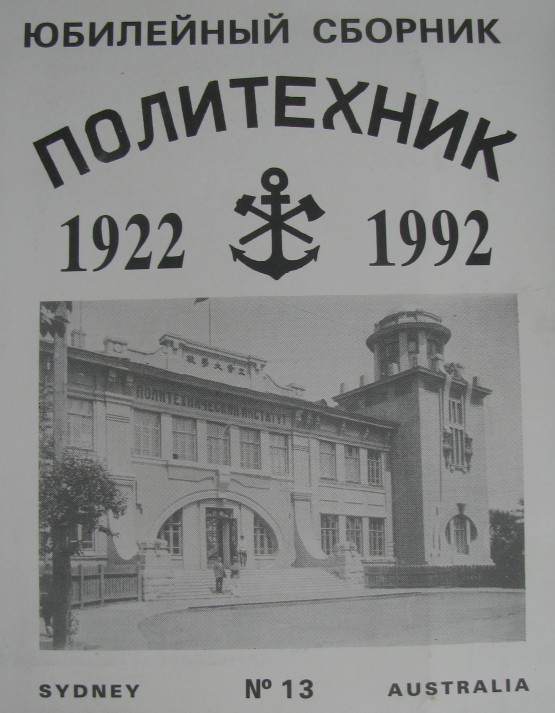 ЮБИЛЕЙНЫЙ СБОРНИК
ПОЛИТЕХНИК
1922 1992
ПОЛИТЕХНИЧЕСКИЙ ИНСТИТУТ
SYDNEY Nº 13 AUSTRALIA